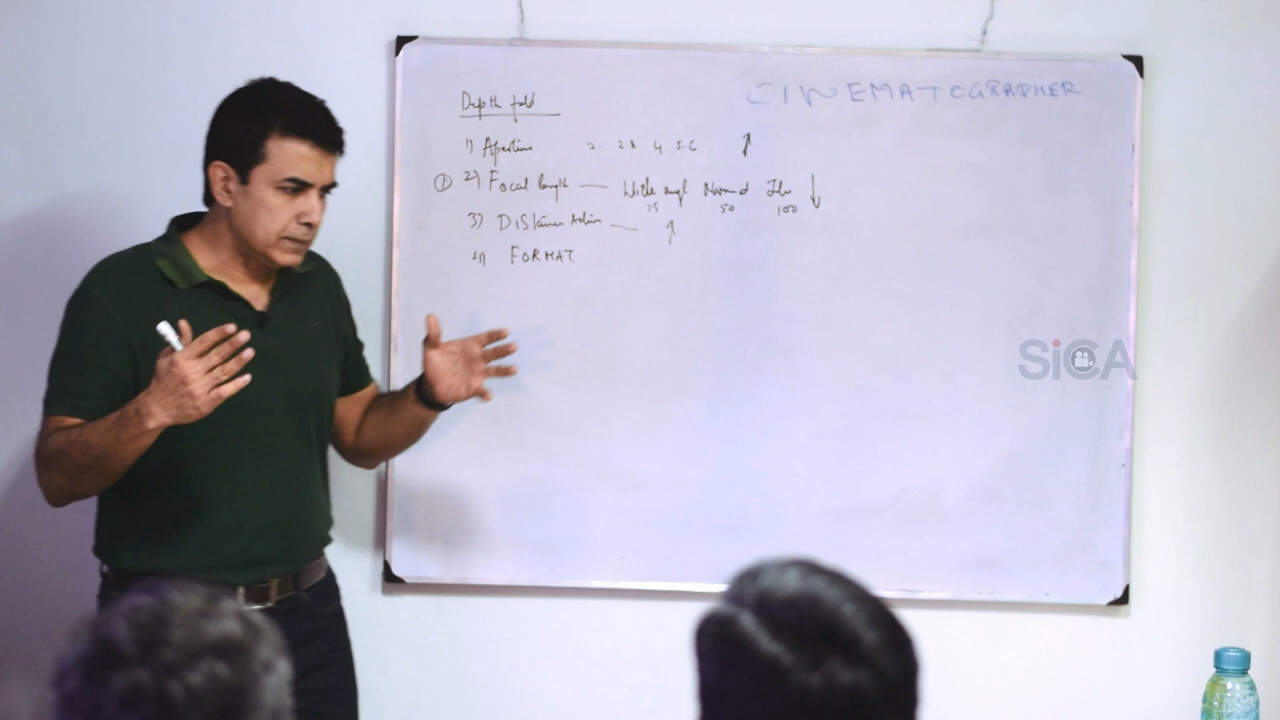 CINEMATOGRAPHER
Depth field
1) Aperture 2. 2.8 4 5.6 ↑
① 2) Focal length — Wide angl Normal Tele ↓
25 50 100
3) DIStance — ↑
4) FORMAT
SiCA